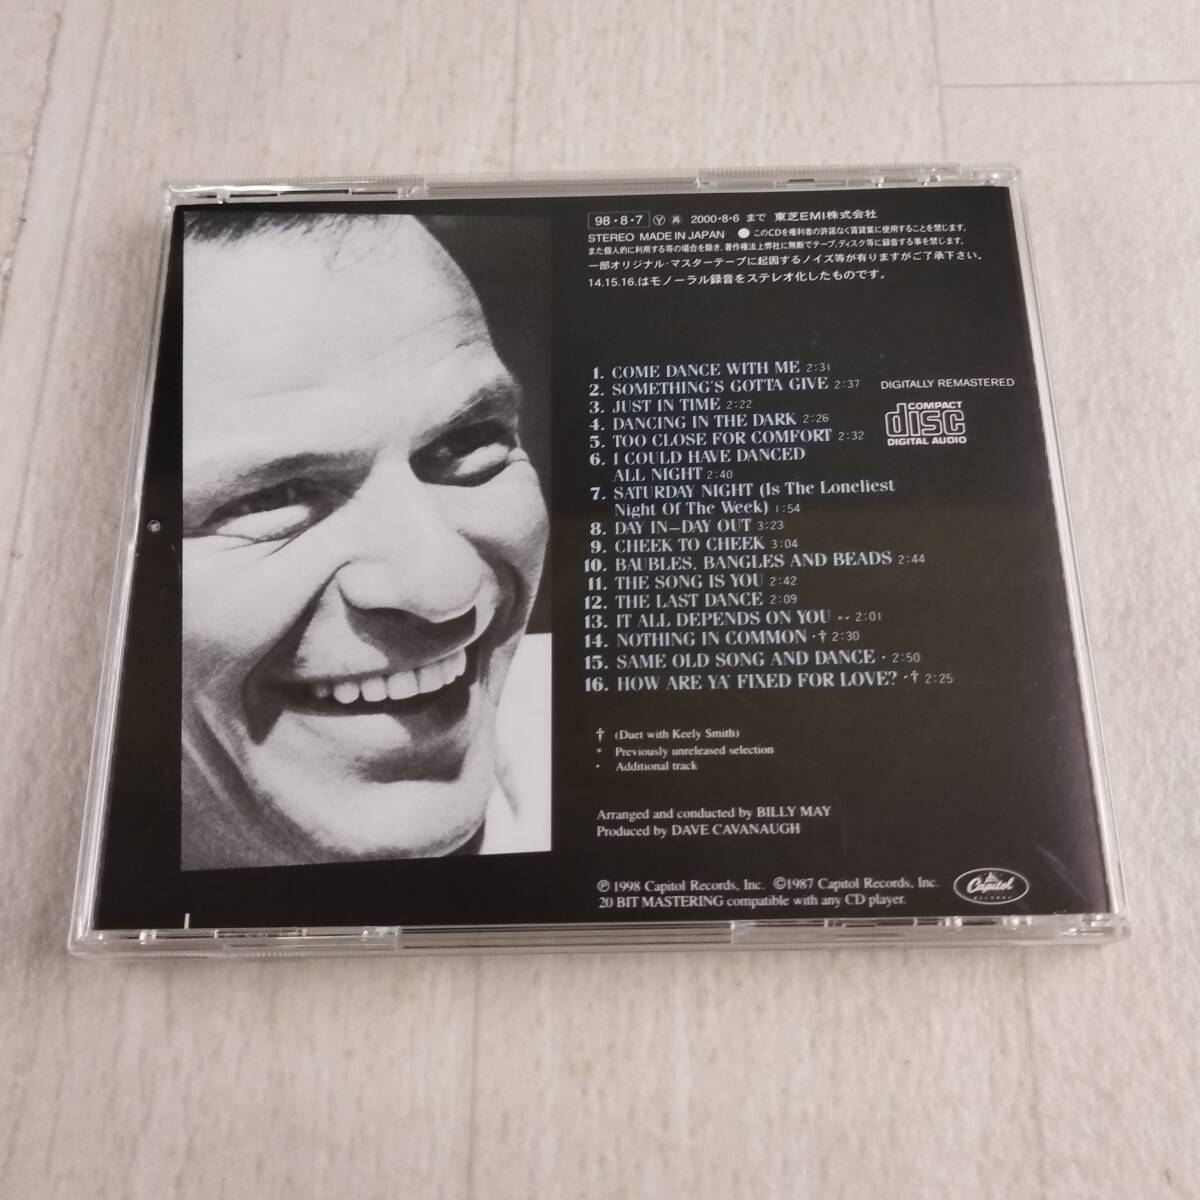 98・8・7 Ⓨ 再 2000・8・6 まで 東芝EMI株式会社
STEREO MADE IN JAPAN ●このCDを権利者の許諾なく賃貸業に使用することを禁じます。
また個人的に利用する等の場合を除き、著作権法上弊社に無断でテープ、ディスク等に録音する事を禁じます。
一部オリジナル・マスターテープに起因するノイズ等が有りますがご了承下さい。
14.15.16.はモノーラル録音をステレオ化したものです。
1. COME DANCE WITH ME 2:31
2. SOMETHING'S GOTTA GIVE 2:37
3. JUST IN TIME 2:22
4. DANCING IN THE DARK 2:26
5. TOO CLOSE FOR COMFORT 2:32
6. I COULD HAVE DANCED
ALL NIGHT 2:40
7. SATURDAY NIGHT (Is The Loneliest
Night Of The Week) 1:54
8. DAY IN–DAY OUT 3:23
9. CHEEK TO CHEEK 3:04
10. BAUBLES, BANGLES AND BEADS 2:44
11. THE SONG IS YOU 2:42
12. THE LAST DANCE 2:09
13. IT ALL DEPENDS ON YOU *・ 2:01
14. NOTHING IN COMMON ・† 2:30
15. SAME OLD SONG AND DANCE ・ 2:50
16. HOW ARE YA' FIXED FOR LOVE? ・† 2:25
DIGITALLY REMASTERED
COMPACT
disc
DIGITAL AUDIO
† (Duet with Keely Smith)
* Previously unreleased selection
・ Additional track
Arranged and conducted by BILLY MAY
Produced by DAVE CAVANAUGH
Ⓟ 1998 Capitol Records, Inc. ©1987 Capitol Records, Inc.
20 BIT MASTERING compatible with any CD player.
Capitol
RECORDS